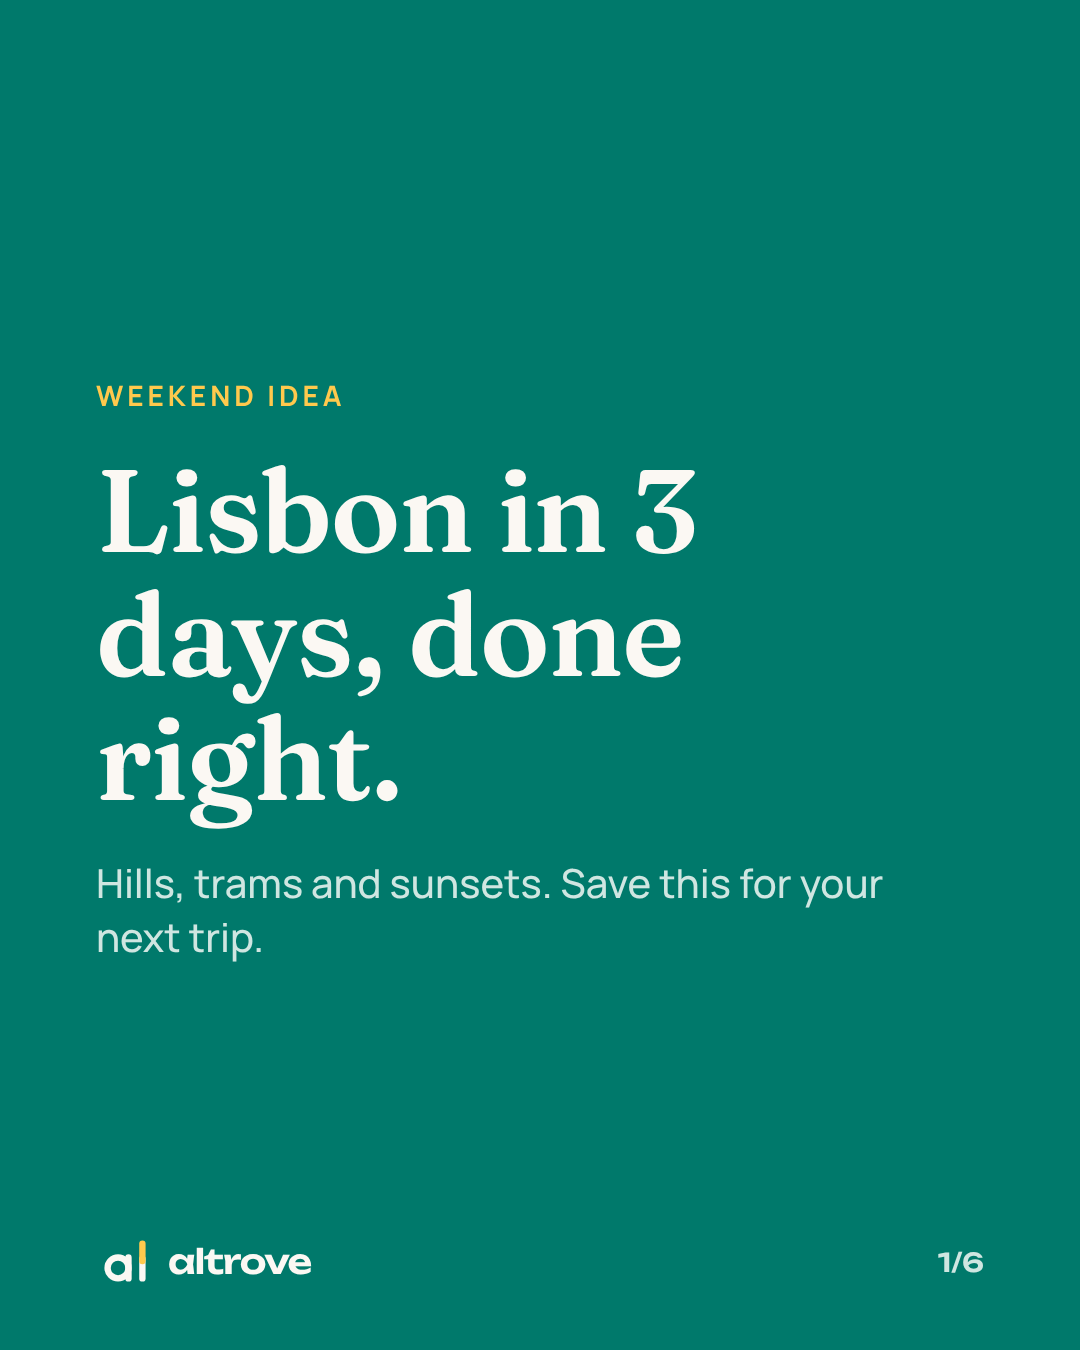 WEEKEND IDEA
Lisbon in 3
days, done
right.
Hills, trams and sunsets. Save this for your
next trip.
al altrove
1/6